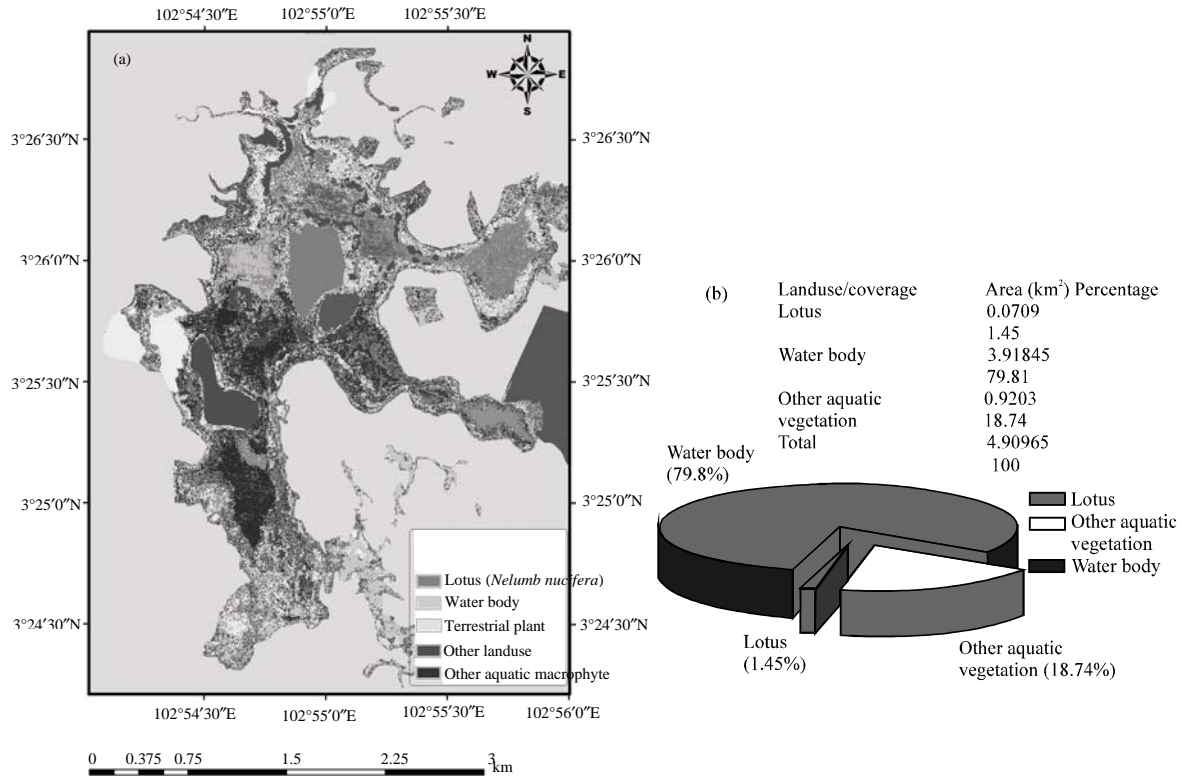 102°54′30″E
102°55′0″E
102°55′30″E
(a)
N
W
E
S
3°26′30″N
3°26′30″N
3°26′0″N
3°26′0″N
3°25′30″N
3°25′30″N
3°25′0″N
3°25′0″N
3°24′30″N
3°24′30″N
Lotus (Nelumb nucifera)
Water body
Terrestrial plant
Other landuse
Other aquatic macrophyte
102°54′30″E
102°55′0″E
102°55′30″E
102°56′0″E
0 0.375 0.75 1.5 2.25 3
km
(b)
Landuse/coverage Area (km²) Percentage
Lotus 0.0709
1.45
Water body 3.91845
79.81
Other aquatic 0.9203
vegetation 18.74
Total 4.90965
100
Water body
(79.8%)
Lotus
Other aquatic
vegetation
Water body
Lotus
(1.45%)
Other aquatic
vegetation (18.74%)